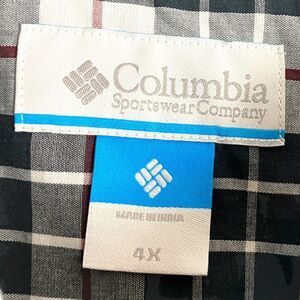 Columbia
Sportswear Company
MADE IN INDIA
4X